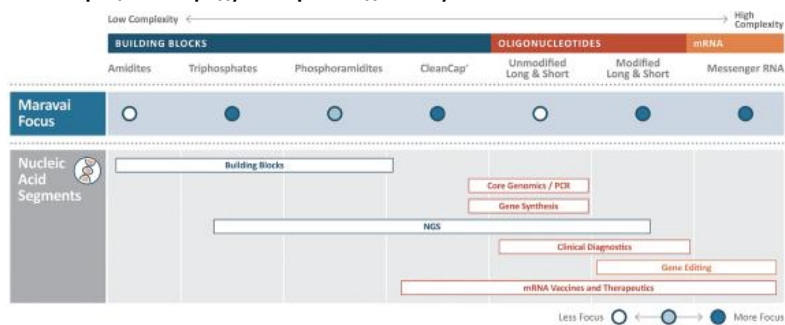 Low Complexity
High Complexity
BUILDING BLOCKS OLIGONUCLEOTIDES mRNA
Amidites Triphosphates Phosphoramidites CleanCap® Unmodified Long & Short Modified Long & Short Messenger RNA
Maravai Focus
Nucleic Acid Segments
Building Blocks
Core Genomics / PCR
Gene Synthesis
NGS
Clinical Diagnostics
Gene Editing
mRNA Vaccines and Therapeutics
Less Focus More Focus